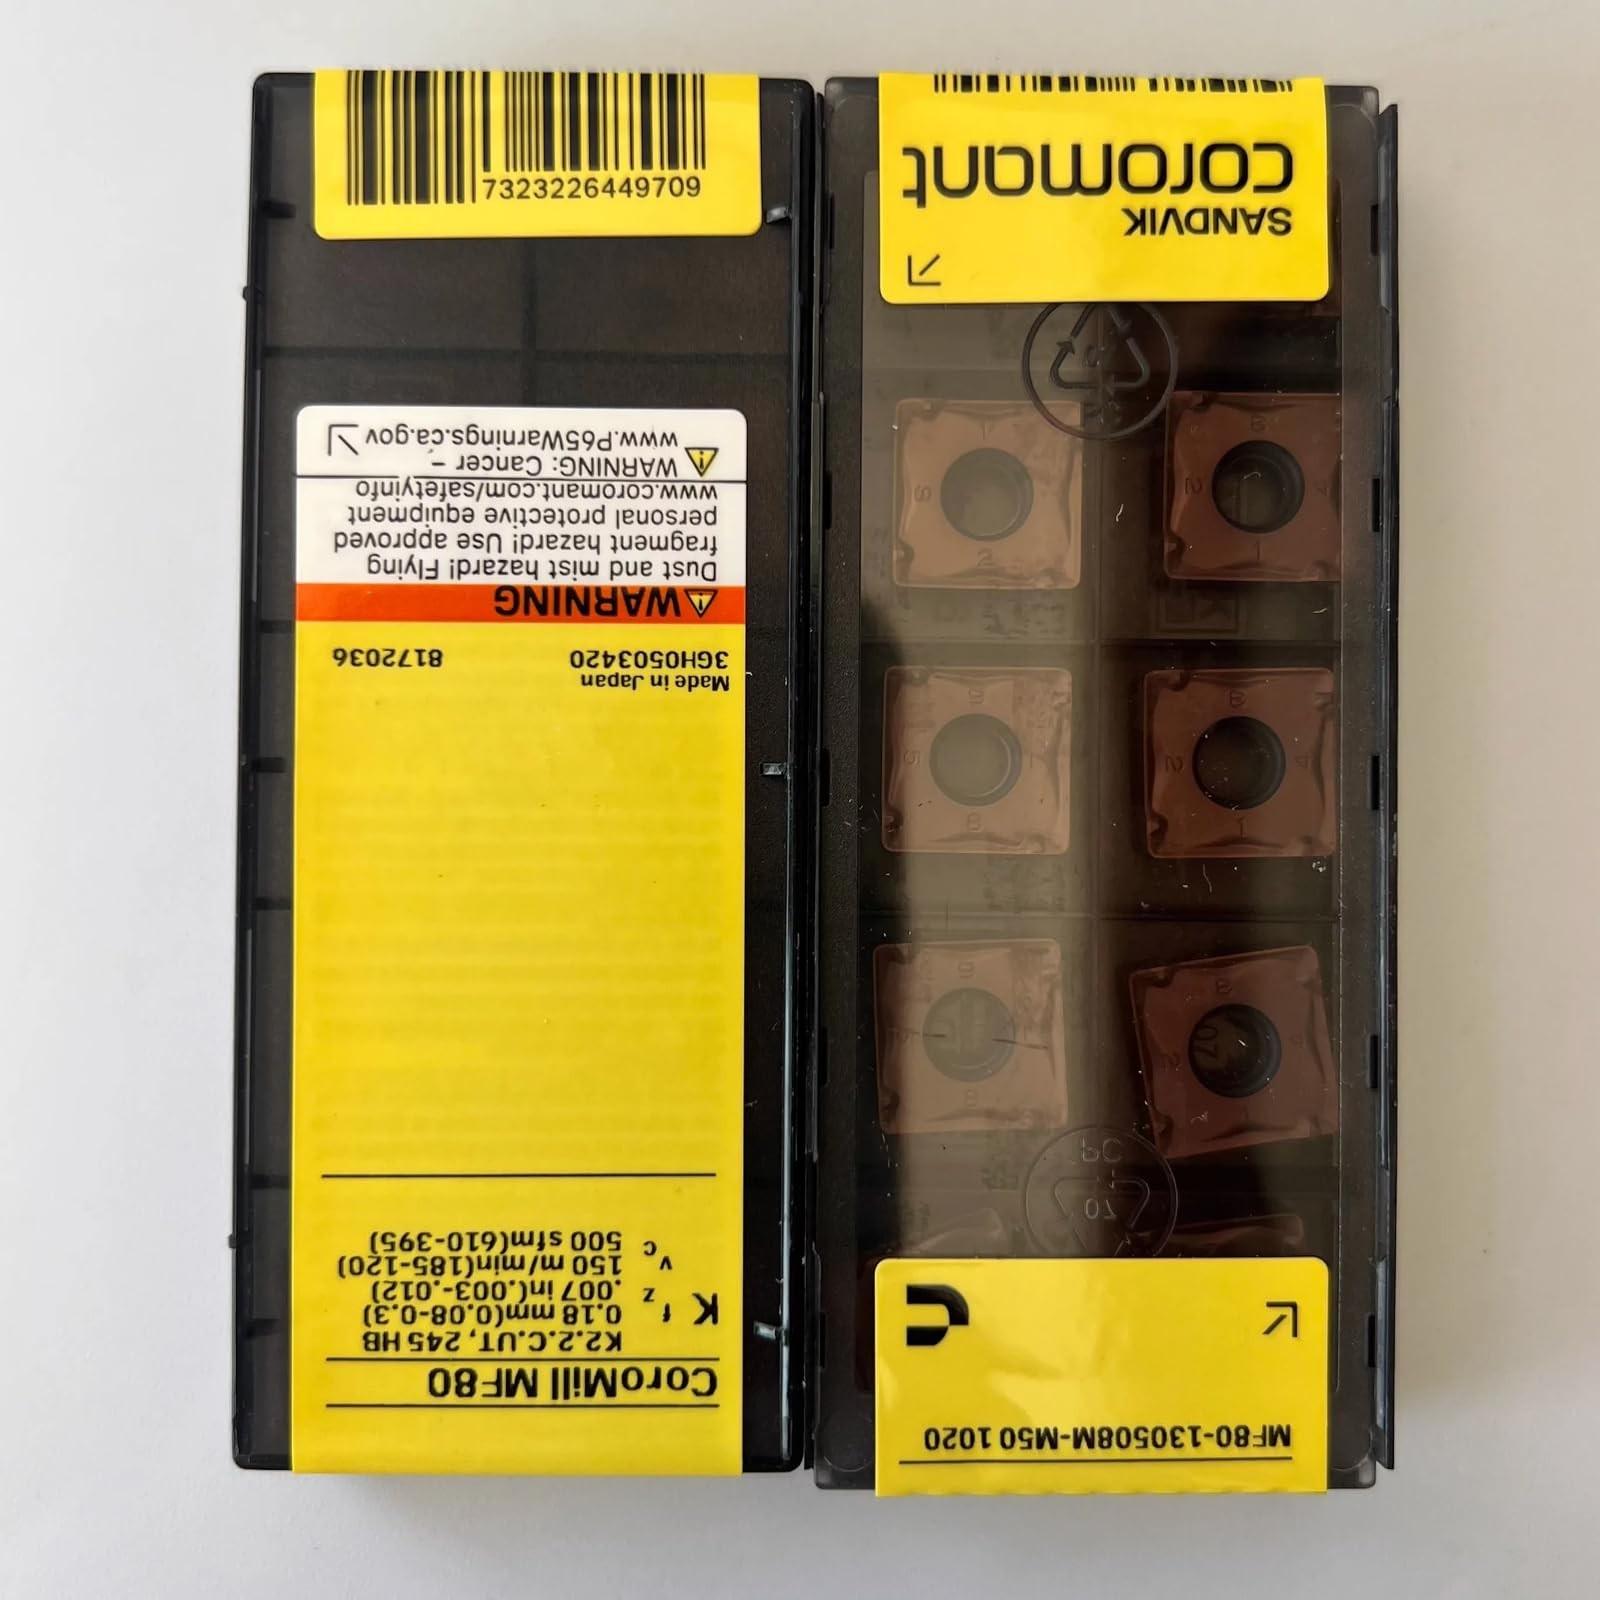 7323226449709
CoroMill MF80
K2.2.C.UT, 245 HB
K
f z
0.18 mm(0.08-0.3)
.007 in(.003-.012)
v c
150 m/min(185-120)
500 sfm(610-395)
Made in Japan
3GH0503420 8172036
WARNING
Dust and mist hazard! Flying
fragment hazard! Use approved
personal protective equipment
www.coromant.com/safetyinfo
WARNING: Cancer -
www.P65Warnings.ca.gov
MF80-130508M-M50 1020
SANDVIK
coromant
07
PC